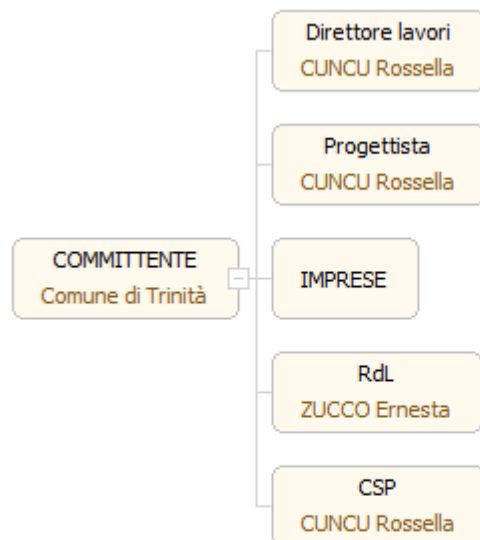 Direttore lavori
CUNCU Rossella
Progettista
CUNCU Rossella
COMMITTENTE
Comune di Trinità
IMPRESE
RdL
ZUCCO Ernesta
CSP
CUNCU Rossella